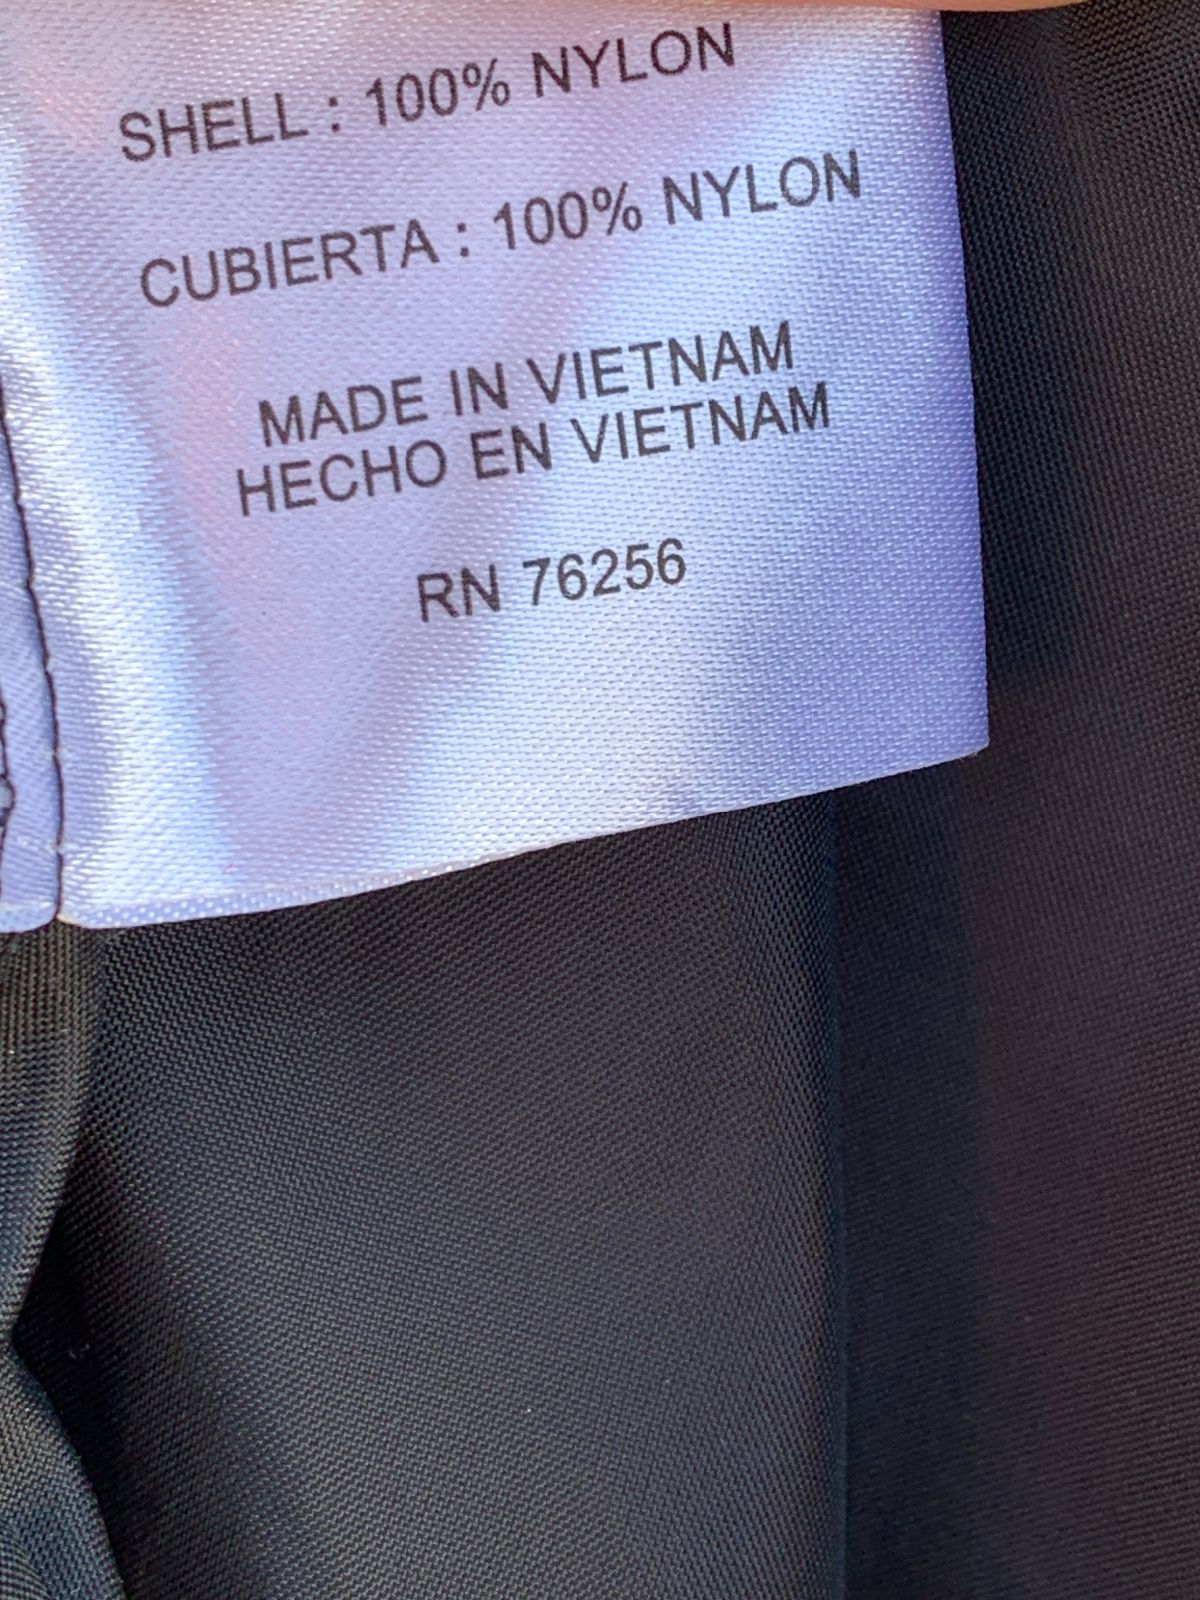 SHELL : 100% NYLON
CUBIERTA : 100% NYLON
MADE IN VIETNAM
HECHO EN VIETNAM
RN 76256